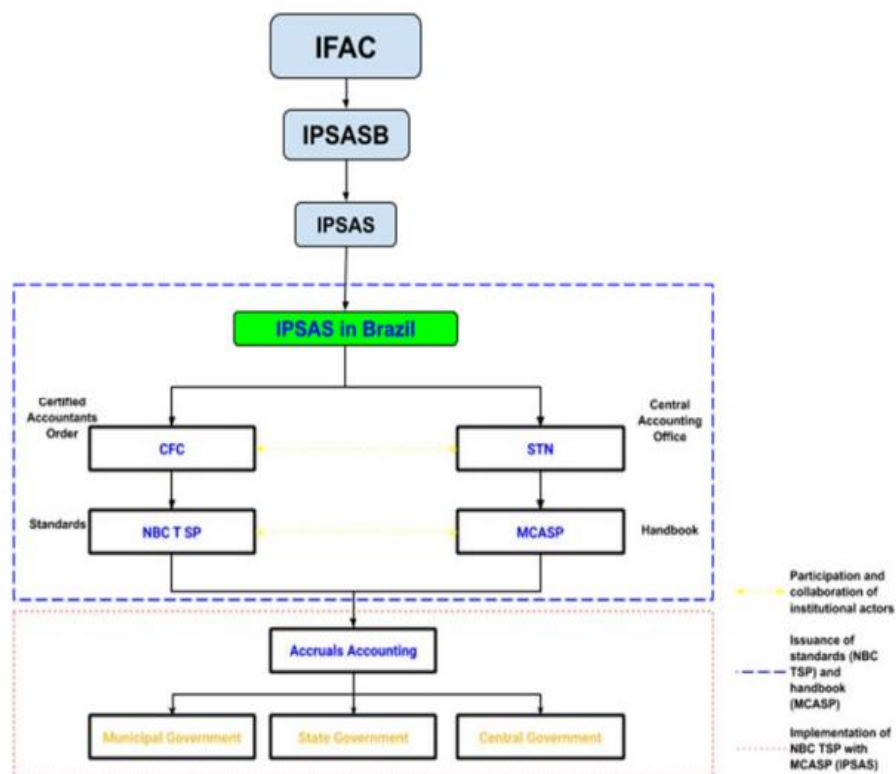 IFAC
IPSASB
IPSAS
IPSAS in Brazil
Certified
Accountants
Order
CFC
STN
Central
Accounting
Office
Standards
NBC T SP
MCASP
Handbook
Accruals Accounting
Municipal Government
State Government
Central Government
Participation and
collaboration of
institutional actors
Issuance of
standards (NBC
TSP) and
handbook
(MCASP)
Implementation of
NBC TSP with
MCASP (IPSAS)